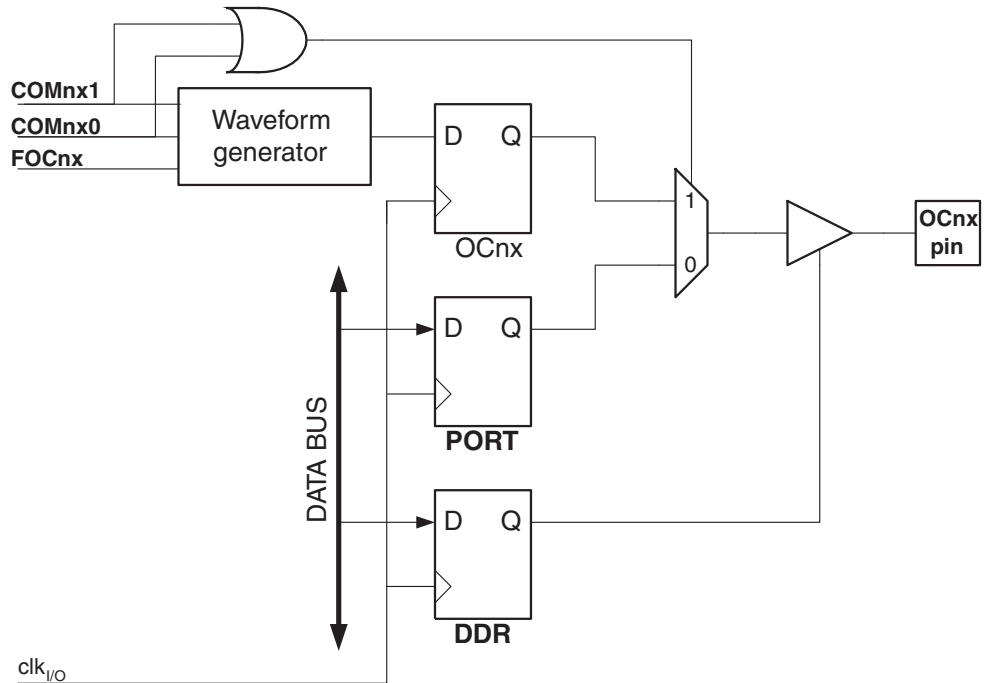 COMnx1
COMnx0
FOCnx
Waveform
generator
D Q
OCnx
1
0
OCnx
pin
D Q
PORT
DATA BUS
D Q
DDR
clkI/O